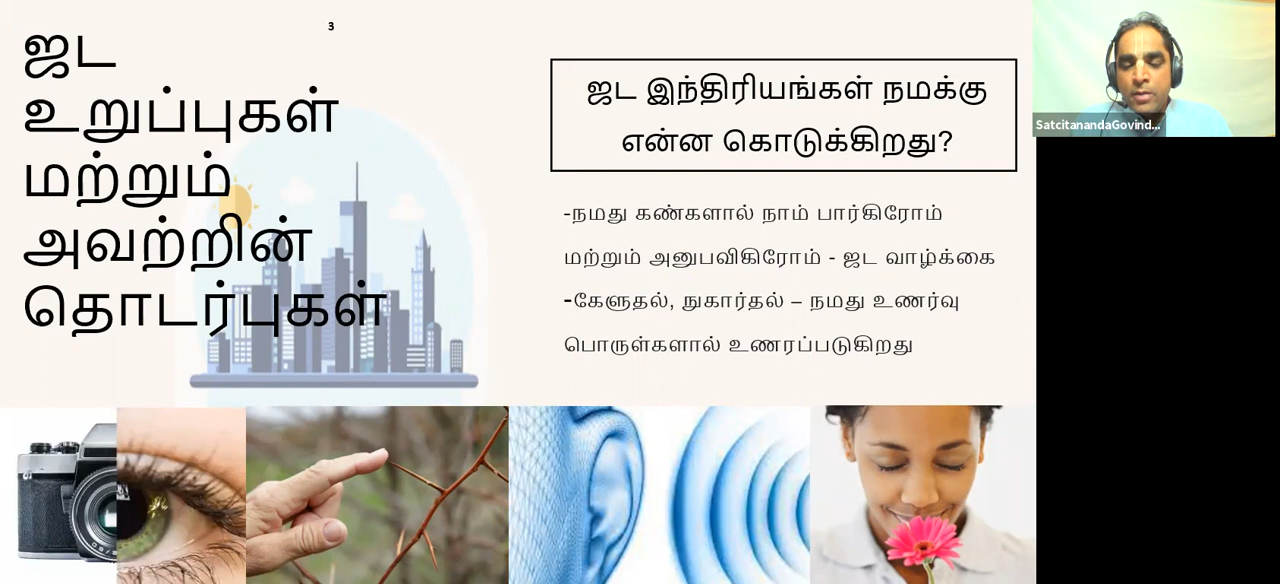 3
ஜட
உறுப்புகள்
மற்றும்
அவற்றின்
தொடர்புகள்
ஜட இந்திரியங்கள் நமக்கு
என்ன கொடுக்கிறது?
-நமது கண்களால் நாம் பார்கிரோம்
மற்றும் அனுபவிகிரோம் - ஜட வாழ்க்கை
-கேளுதல், நுகார்தல் – நமது உணர்வு
பொருள்களால் உணரப்படுகிறது
SatcitanandaGovind...